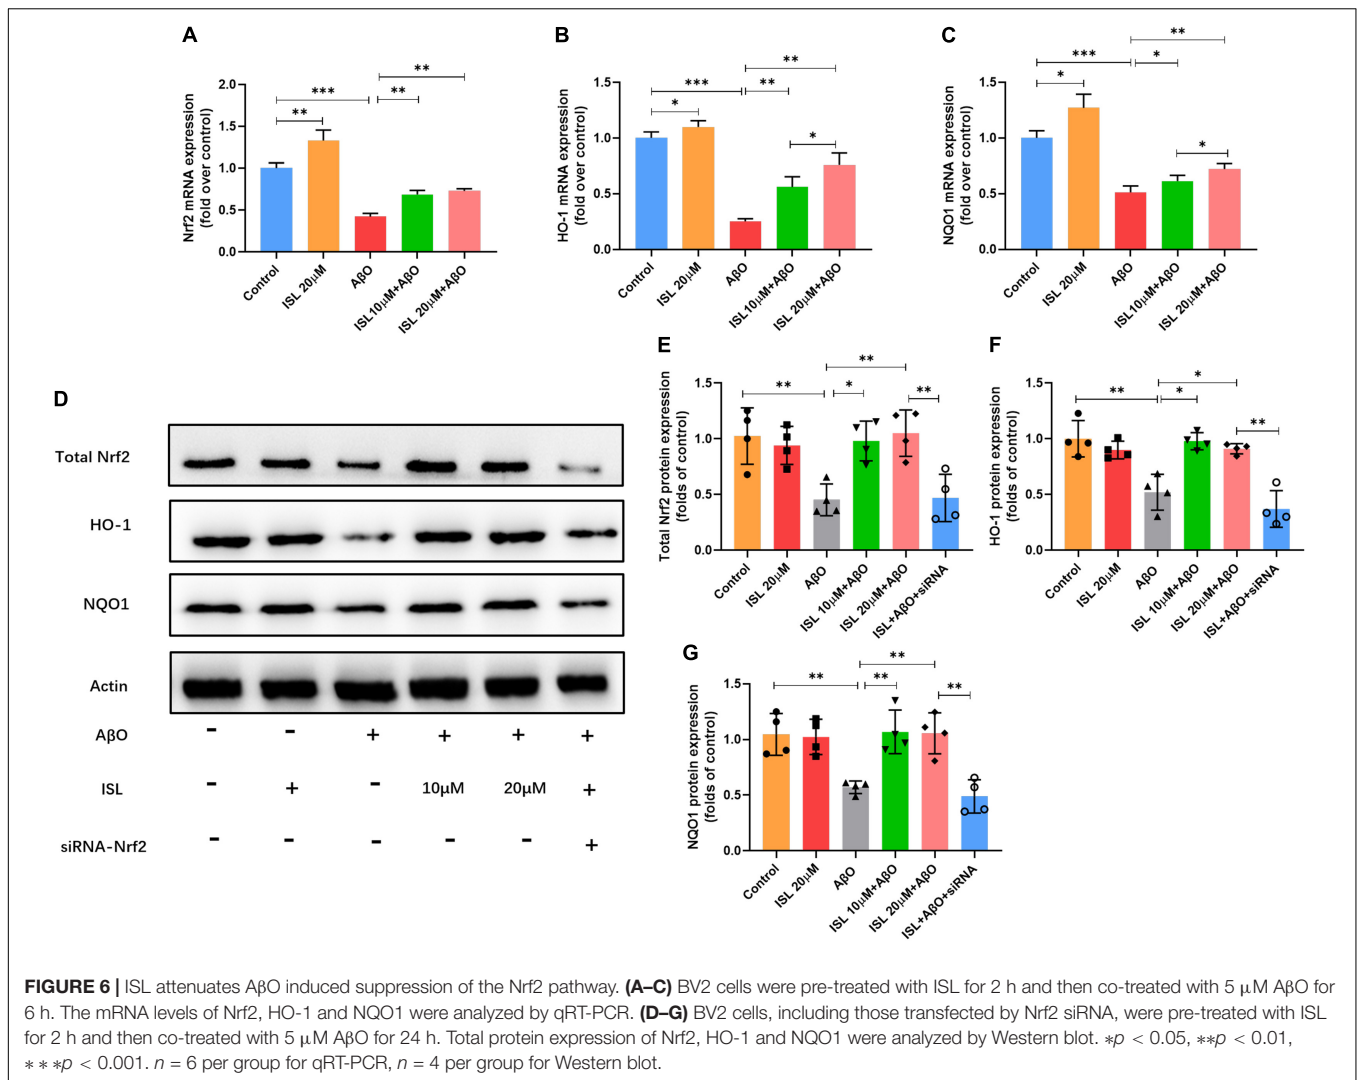 A
Nrf2 mRNA expression
(fold over control)
2.0
1.5
1.0
0.5
0.0
***
**
**
**
Control
ISL 20μM
AβO
ISL10μM+AβO
ISL 20μM+AβO
B
HO-1 mRNA expression
(fold over control)
1.5
1.0
0.5
0.0
**
***
**
*
*
Control
ISL 20μM
AβO
ISL10μM+AβO
ISL 20μM+AβO
C
NQO1 mRNA expression
(fold over control)
1.5
1.0
0.5
0.0
**
***
*
*
*
Control
ISL 20μM
AβO
ISL10μM+AβO
ISL 20μM+AβO
D
Total Nrf2
HO-1
NQO1
Actin
AβO - - + + + +
ISL - + - 10μM 20μM +
siRNA-Nrf2 - - - - - +
E
Total Nrf2 protein expression
(folds of control)
1.5
1.0
0.5
0.0
**
**
*
**
Control
ISL 20μM
AβO
ISL 10μM+AβO
ISL 20μM+AβO
ISL+AβO+siRNA
F
HO-1 protein expression
(folds of control)
1.5
1.0
0.5
0.0
*
**
*
**
Control
ISL 20μM
AβO
ISL 10μM+AβO
ISL 20μM+AβO
ISL+AβO+siRNA
G
NQO1 protein expression
(folds of control)
1.5
1.0
0.5
0.0
**
**
**
**
Control
ISL 20μM
AβO
ISL 10μM+AβO
ISL 20μM+AβO
ISL+AβO+siRNA
FIGURE 6 | ISL attenuates AβO induced suppression of the Nrf2 pathway. (A–C) BV2 cells were pre-treated with ISL for 2 h and then co-treated with 5 μM AβO for
6 h. The mRNA levels of Nrf2, HO-1 and NQO1 were analyzed by qRT-PCR. (D–G) BV2 cells, including those transfected by Nrf2 siRNA, were pre-treated with ISL
for 2 h and then co-treated with 5 μM AβO for 24 h. Total protein expression of Nrf2, HO-1 and NQO1 were analyzed by Western blot. *p < 0.05, **p < 0.01,
* * *p < 0.001. n = 6 per group for qRT-PCR, n = 4 per group for Western blot.